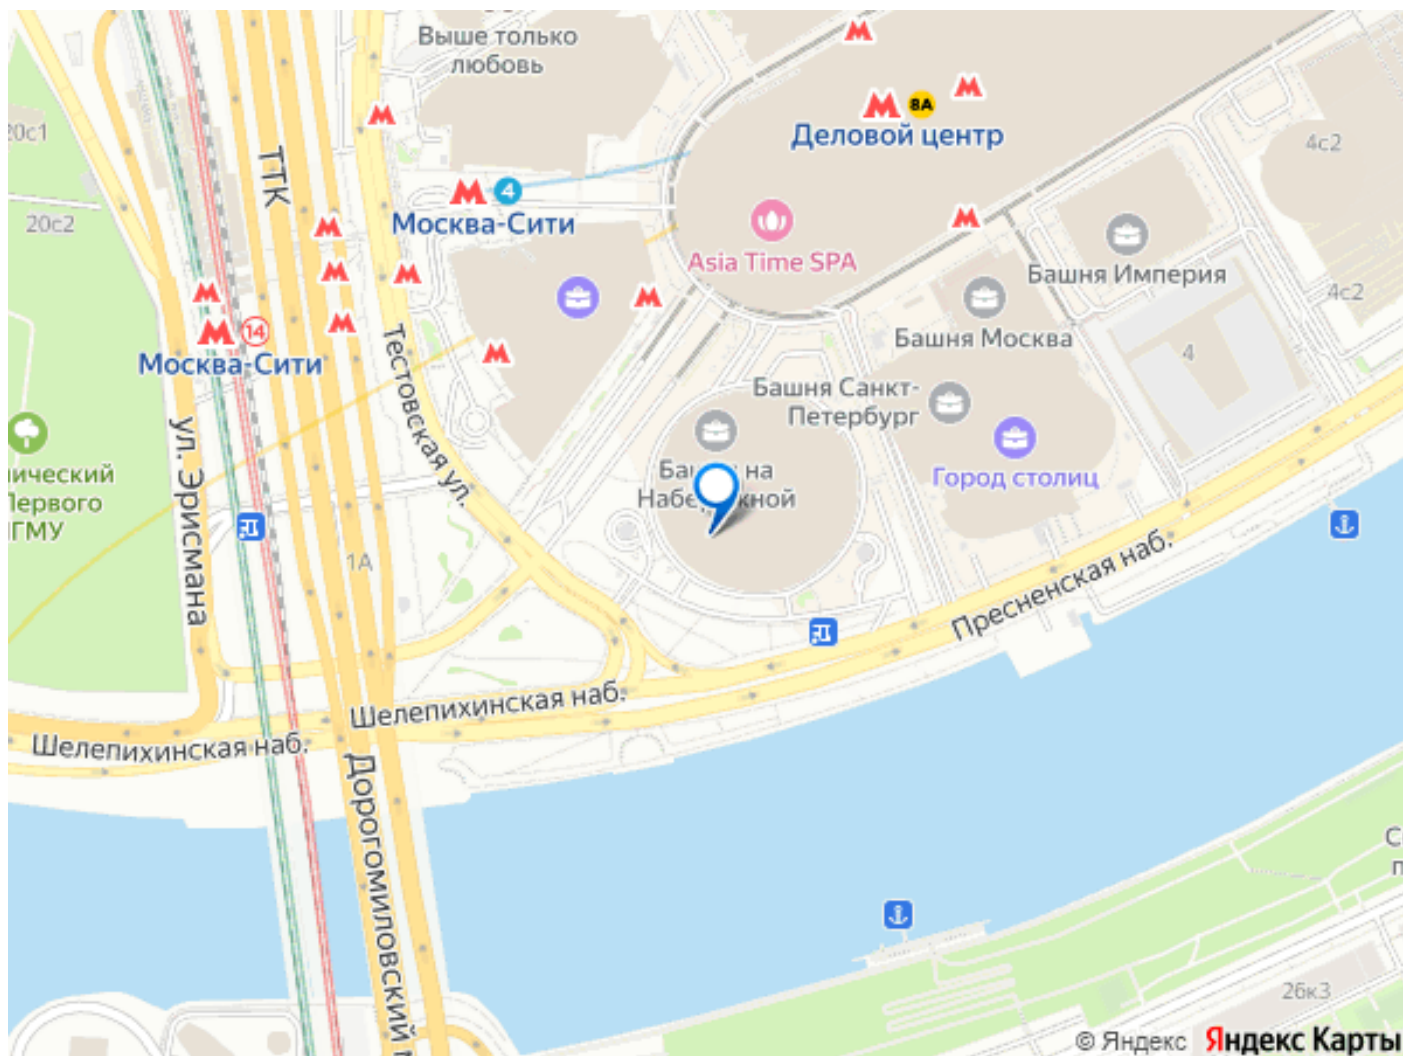 Выше только
любовь
8А
Деловой центр
20с1
ТТК
4с2
4
Москва-Сити
20с2
Asia Time SPA
Башня Империя
4с2
14
Москва-Сити
Башня Москва
4
Тестовская ул.
Башня Санкт-
Петербург
ул. Эрисмана
Город столиц
Первого
1А
Пресненская наб.
Шелепихинская наб.
Шелепихинская наб.
Дорогомиловский
26к3
© Яндекс Яндекс Карты